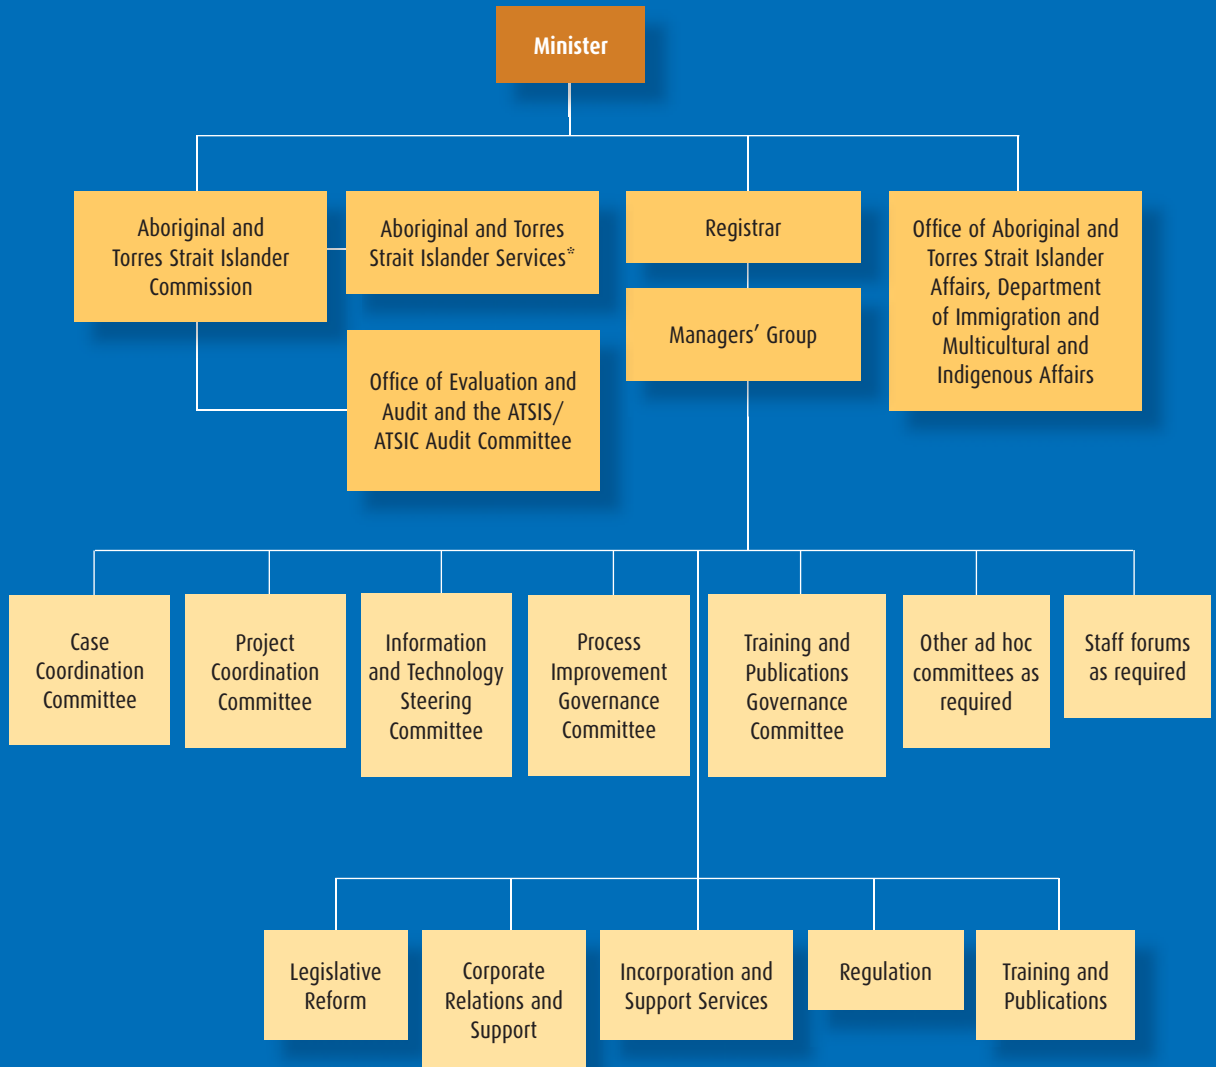 Minister
Aboriginal and
Torres Strait Islander
Commission
Aboriginal and Torres
Strait Islander Services*
Registrar
Office of Aboriginal and
Torres Strait Islander
Affairs, Department
of Immigration and
Multicultural and
Indigenous Affairs
Managers’ Group
Office of Evaluation and
Audit and the ATSIS/
ATSIC Audit Committee
Case
Coordination
Committee
Project
Coordination
Committee
Information
and Technology
Steering
Committee
Process
Improvement
Governance
Committee
Training and
Publications
Governance
Committee
Other ad hoc
committees as
required
Staff forums
as required
Legislative
Reform
Corporate
Relations and
Support
Incorporation and
Support Services
Regulation
Training and
Publications